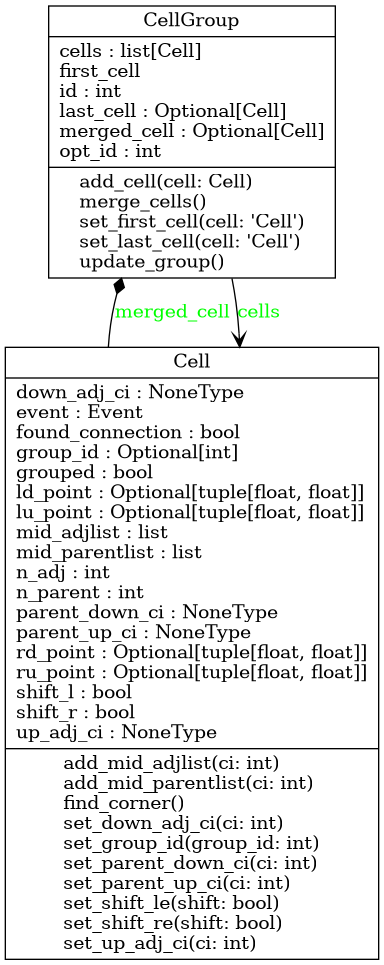 CellGroup
cells : list[Cell]
first_cell
id : int
last_cell : Optional[Cell]
merged_cell : Optional[Cell]
opt_id : int
add_cell(cell: Cell)
merge_cells()
set_first_cell(cell: 'Cell')
set_last_cell(cell: 'Cell')
update_group()
merged_cell cells
Cell
down_adj_ci : NoneType
event : Event
found_connection : bool
group_id : Optional[int]
grouped : bool
ld_point : Optional[tuple[float, float]]
lu_point : Optional[tuple[float, float]]
mid_adjlist : list
mid_parentlist : list
n_adj : int
n_parent : int
parent_down_ci : NoneType
parent_up_ci : NoneType
rd_point : Optional[tuple[float, float]]
ru_point : Optional[tuple[float, float]]
shift_l : bool
shift_r : bool
up_adj_ci : NoneType
add_mid_adjlist(ci: int)
add_mid_parentlist(ci: int)
find_corner()
set_down_adj_ci(ci: int)
set_group_id(group_id: int)
set_parent_down_ci(ci: int)
set_parent_up_ci(ci: int)
set_shift_le(shift: bool)
set_shift_re(shift: bool)
set_up_adj_ci(ci: int)